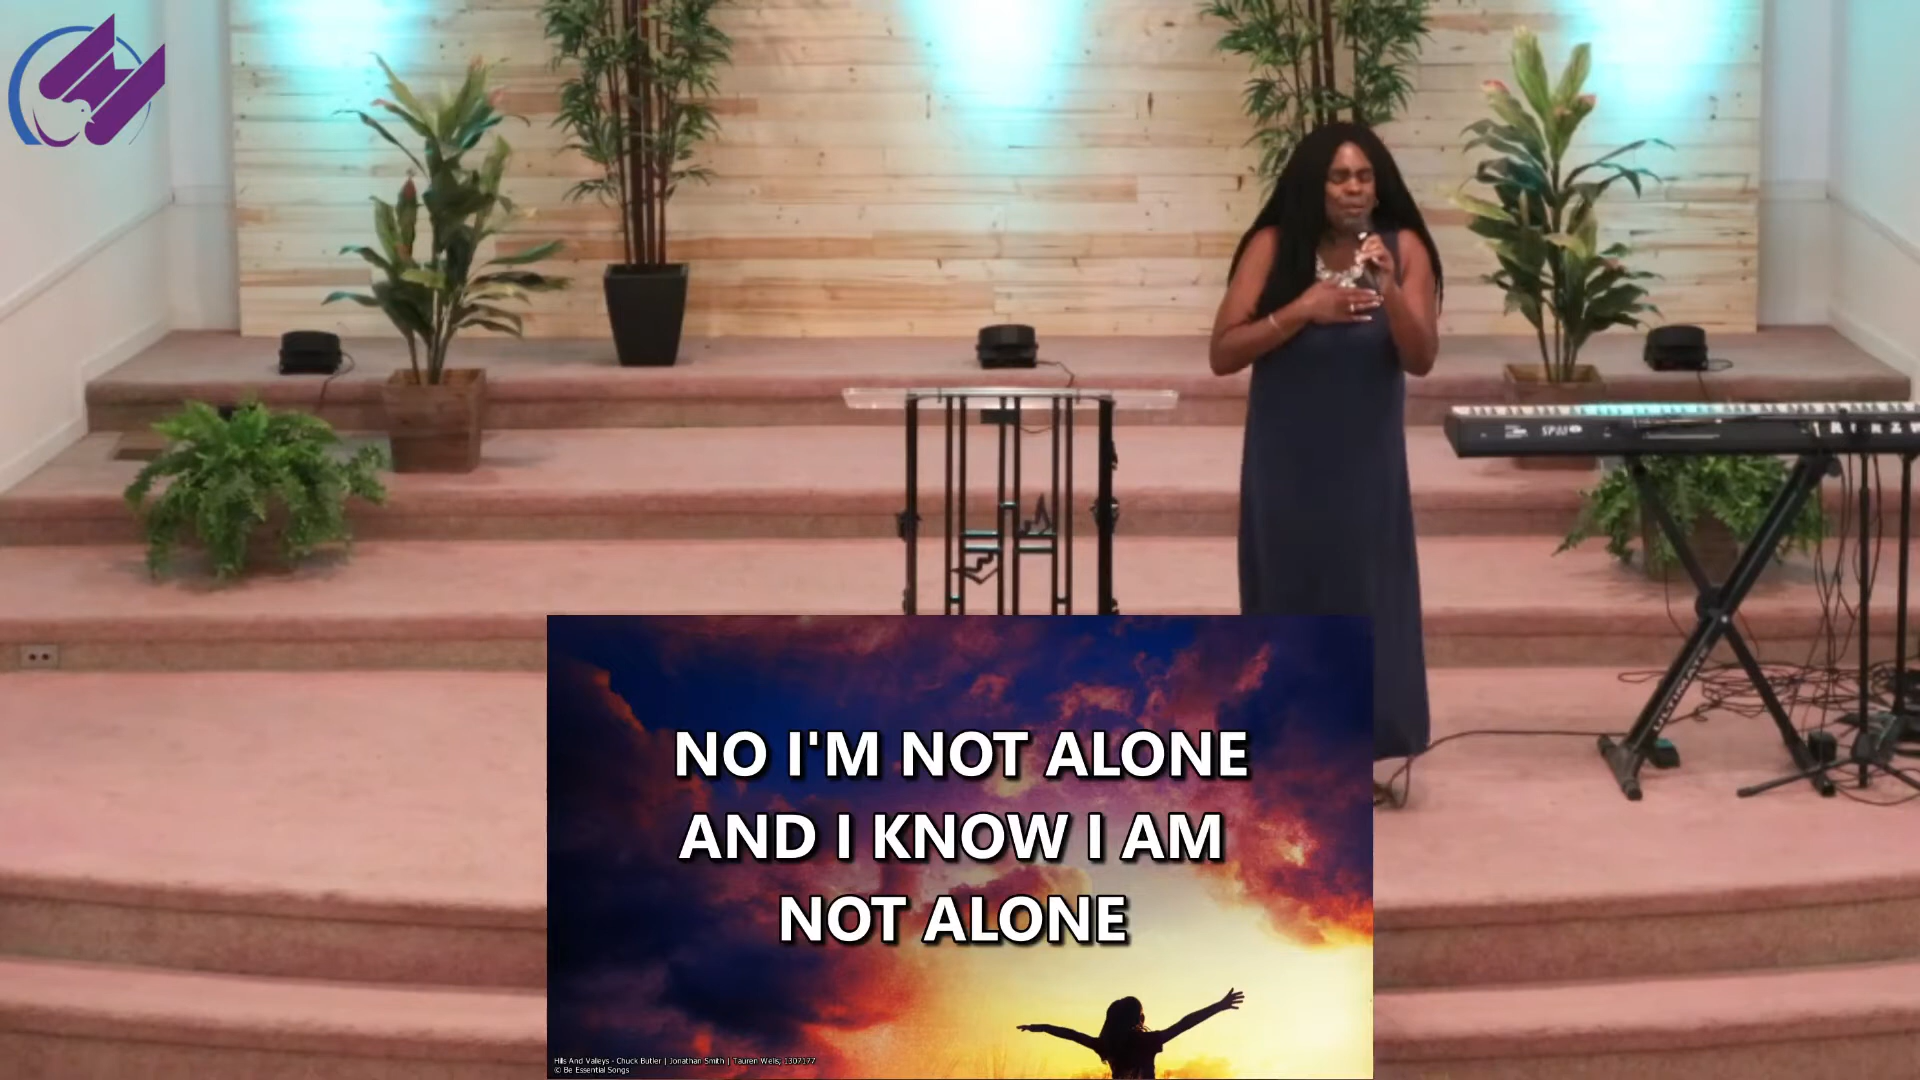 SP88
NO I'M NOT ALONE
AND I KNOW I AM
NOT ALONE
Hills And Valleys - Chuck Butler | Jonathan Smith | Tauren Wells; 1307177
© Be Essential Songs